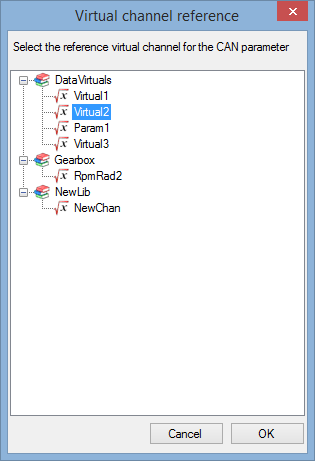 Virtual channel reference
Select the reference virtual channel for the CAN parameter
DataVirtuals
Virtual1
Virtual2
Param1
Virtual3
Gearbox
RpmRad2
NewLib
NewChan
Cancel OK